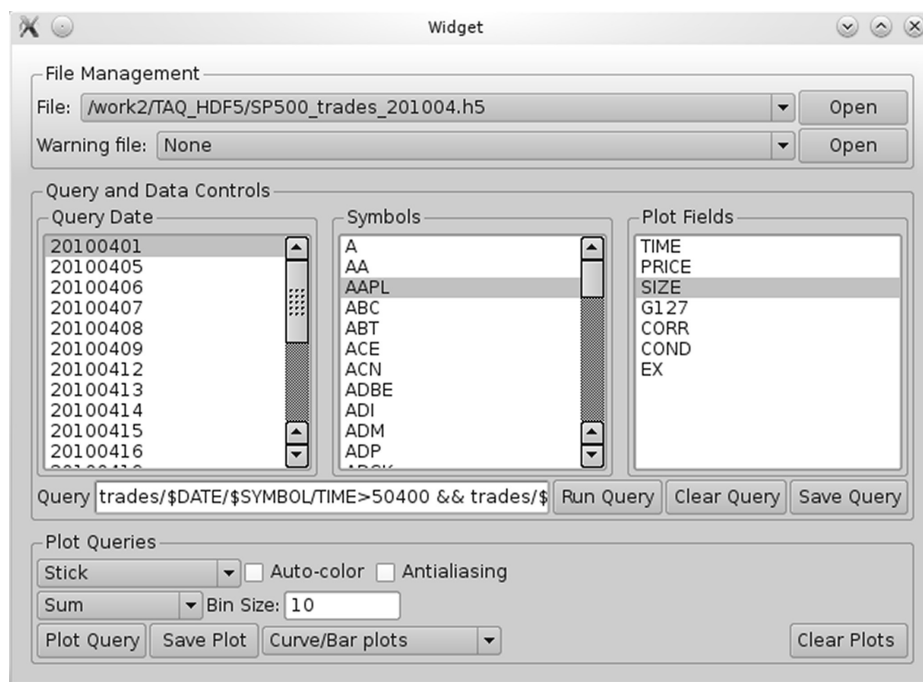 Widget
File Management
File: /work2/TAQ_HDF5/SP500_trades_201004.h5 Open
Warning file: None Open
Query and Data Controls
Query Date Symbols Plot Fields
20100401 A TIME
20100405 AA PRICE
20100406 AAPL SIZE
20100407 ABC G127
20100408 ABT CORR
20100409 ACE COND
20100412 ACN EX
20100413 ADBE
20100414 ADI
20100415 ADM
20100416 ADP
Query trades/$DATE/$SYMBOL/TIME>50400 && trades/$ Run Query Clear Query Save Query
Plot Queries
Stick Auto-color Antialiasing
Sum Bin Size: 10
Plot Query Save Plot Curve/Bar plots Clear Plots